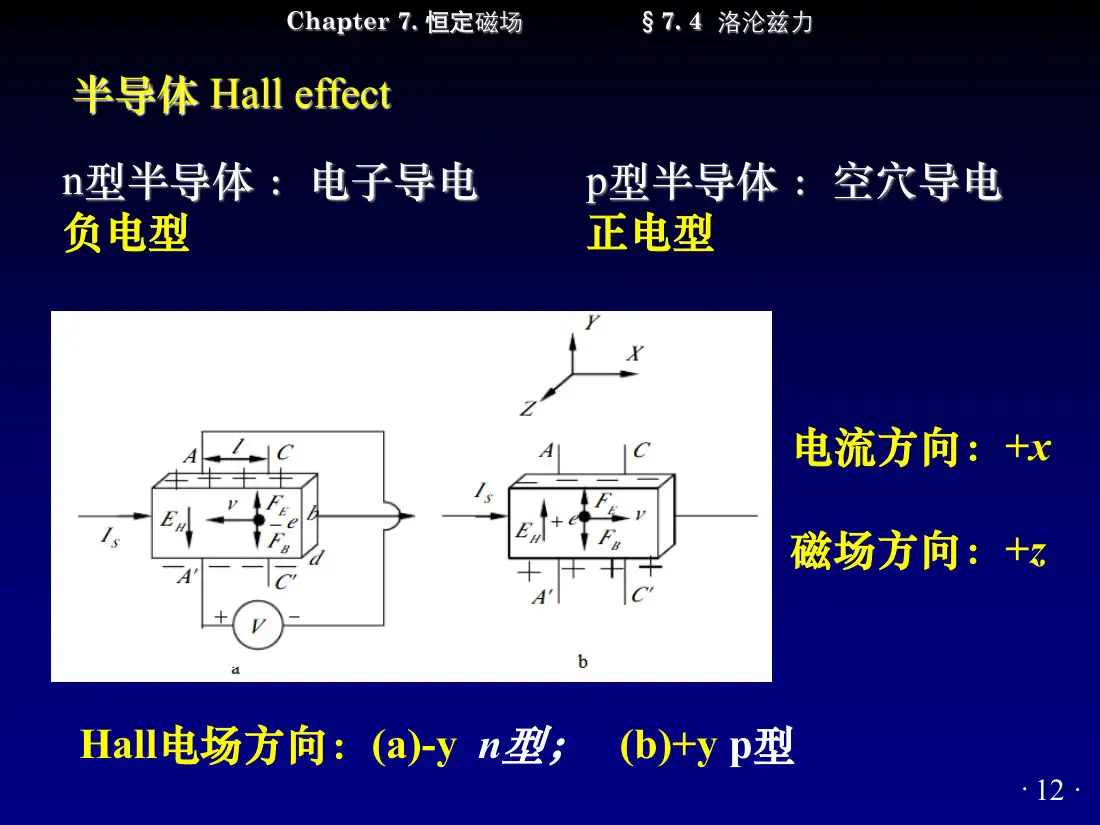 Chapter 7. 恒定磁场 §7. 4 洛沦兹力
半导体 Hall effect
n型半导体： 电子导电
负电型
p型半导体： 空穴导电
正电型
Y
X
Z
A l C
+ + + +
I_S
E_H v F_E
− e b
F_B
d
− − − −
A' C'
+ V −
a
A C
− − − −
I_S
E_H + e F_E v
F_B
+ + + +
A' C'
b
电流方向：+x
磁场方向：+z
Hall电场方向：(a)-y n型； (b)+y p型
· 12 ·